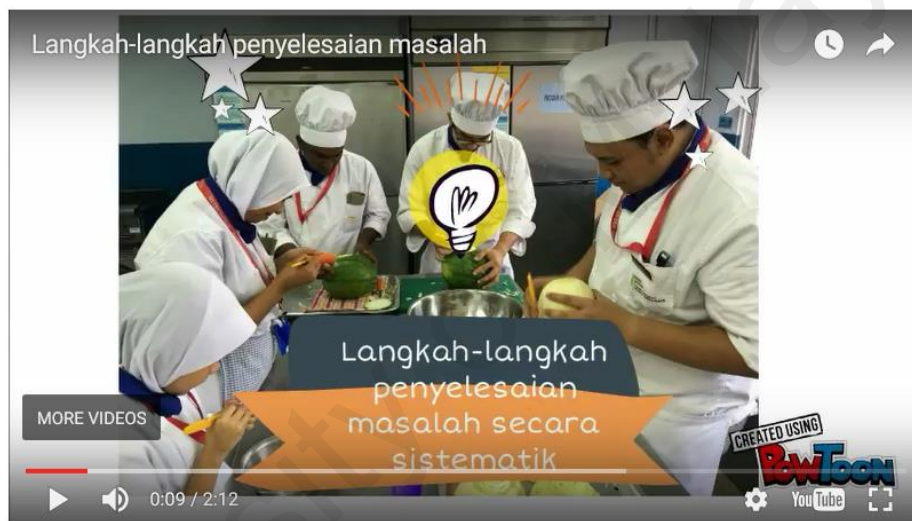 Langkah-langkah penyelesaian masalah
Langkah-langkah
penyelesaian
masalah secara
sistematik
MORE VIDEOS
CREATED USING
POWTOON
0:09 / 2:12
YouTube